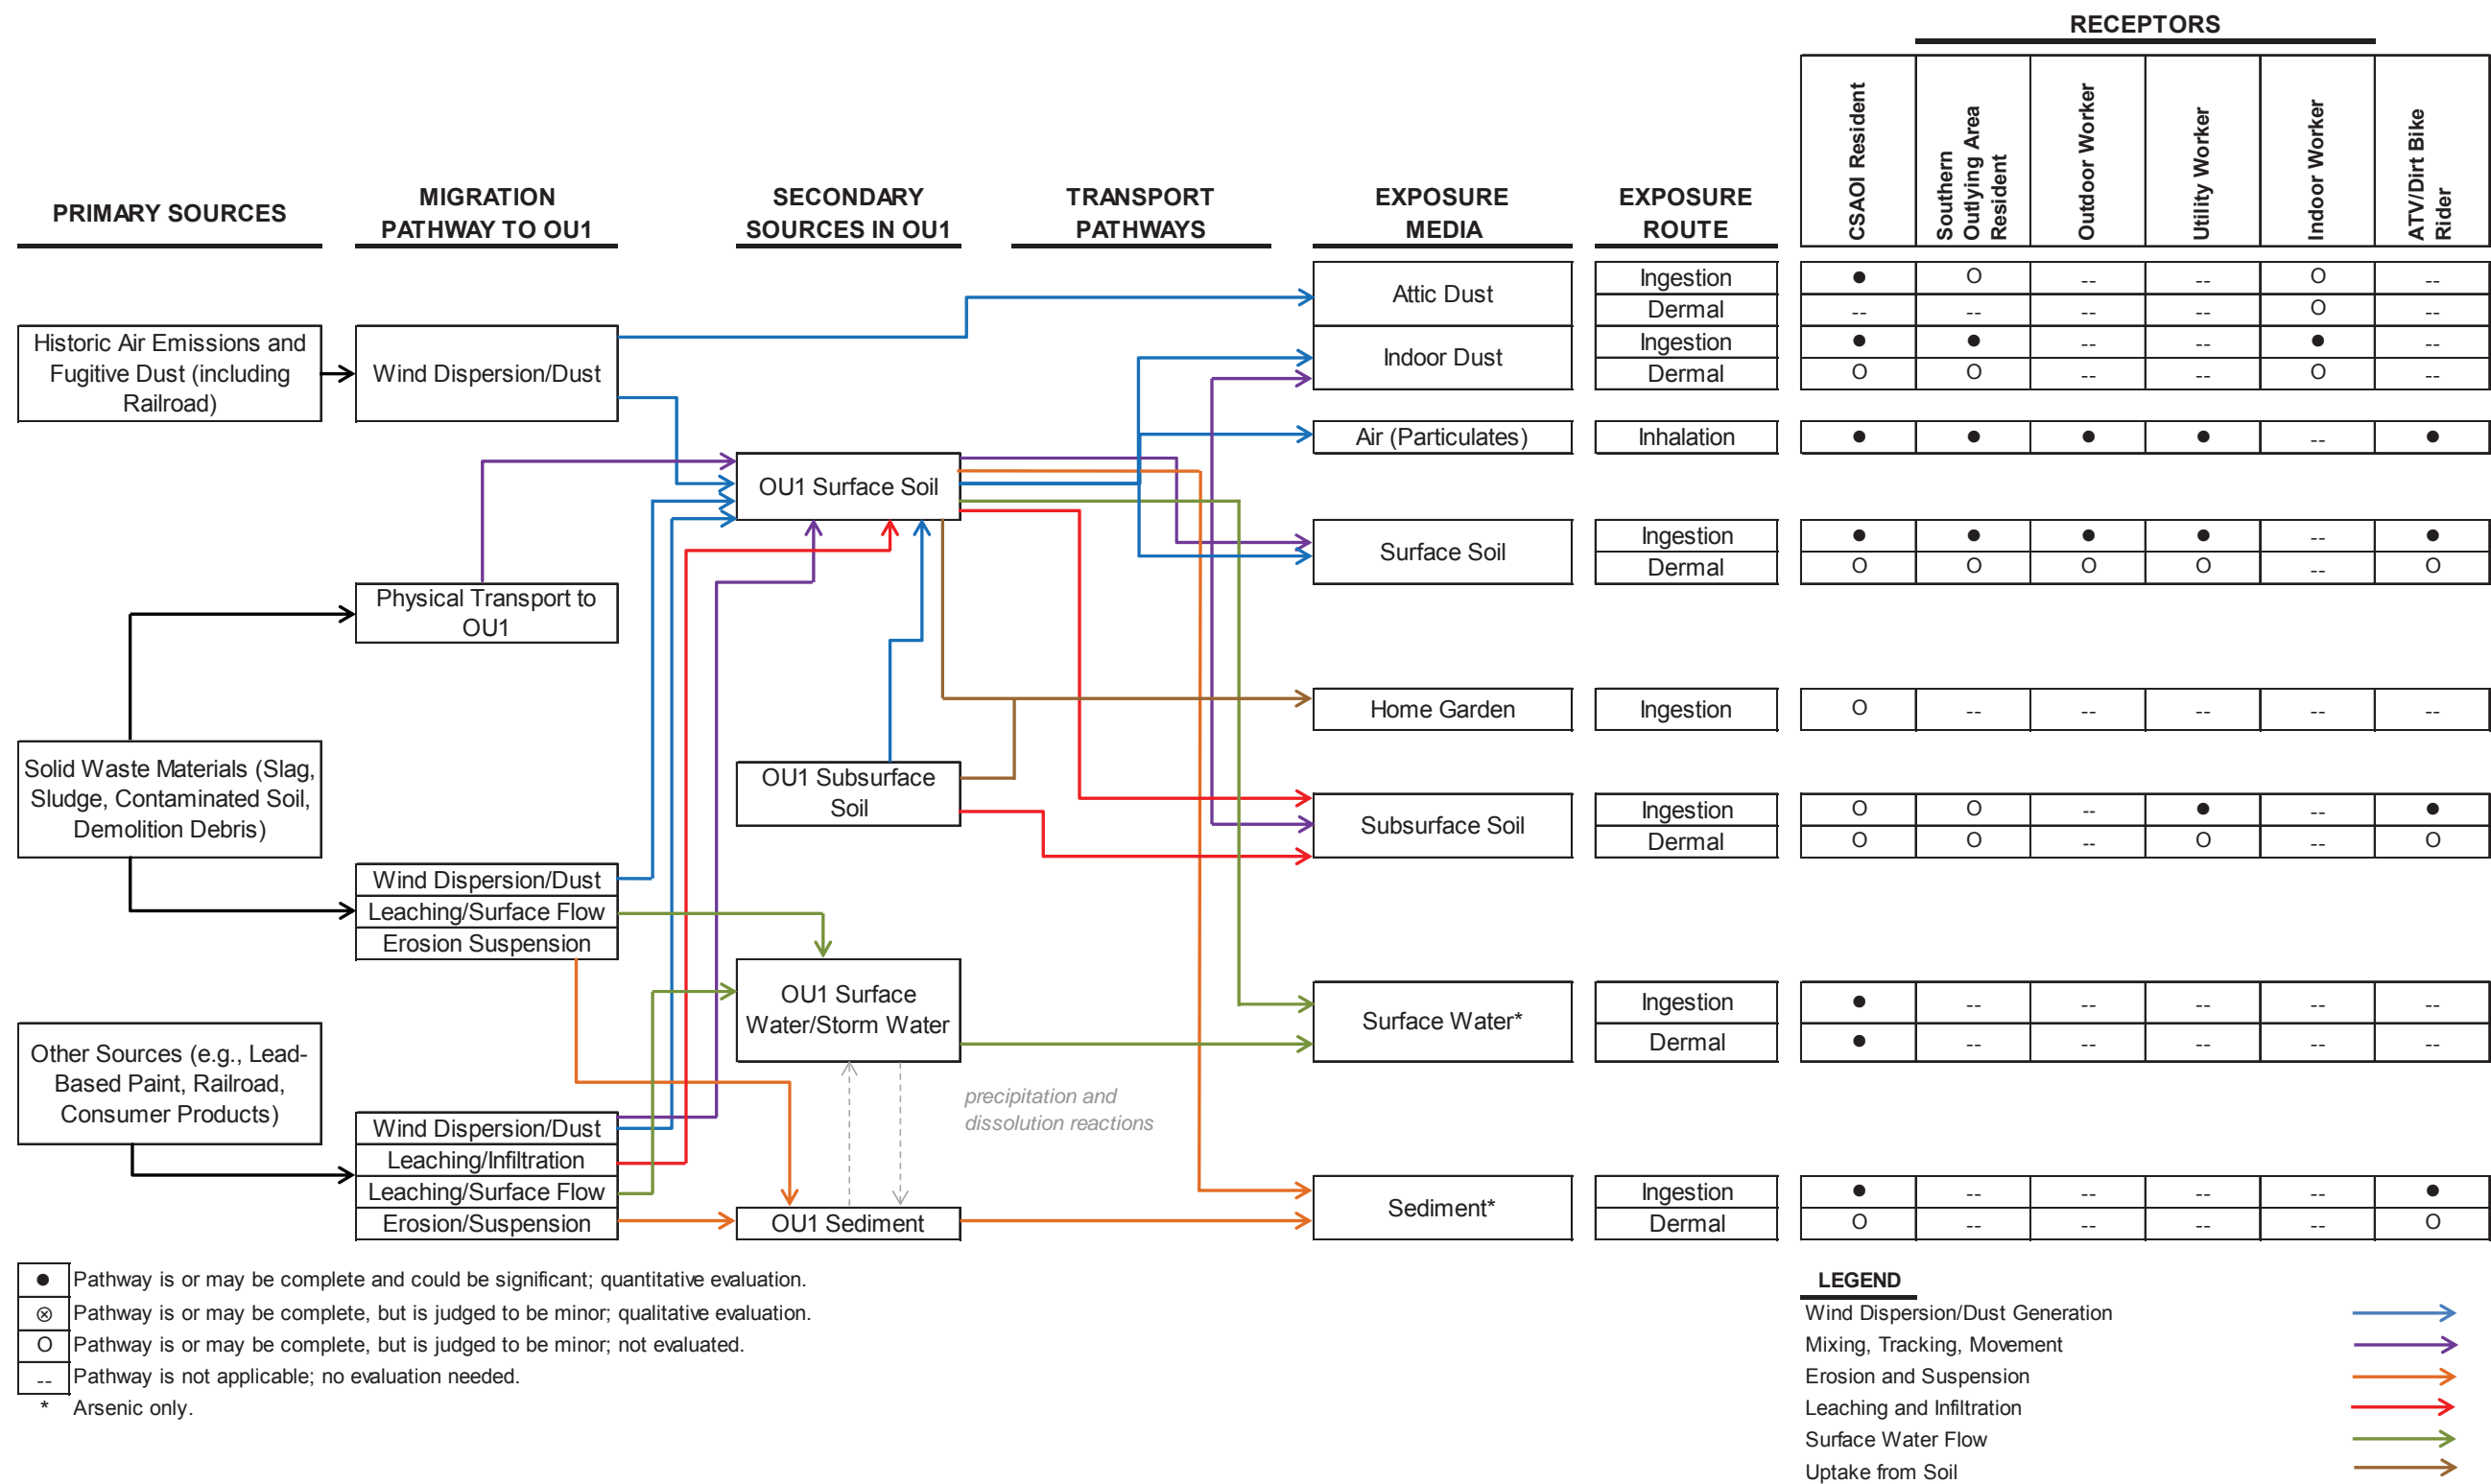 RECEPTORS
CSAOI Resident
Southern
Outlying Area
Resident
Outdoor Worker
Utility Worker
Indoor Worker
ATV/Dirt Bike
Rider
PRIMARY SOURCES
MIGRATION
PATHWAY TO OU1
SECONDARY
SOURCES IN OU1
TRANSPORT
PATHWAYS
EXPOSURE
MEDIA
EXPOSURE
ROUTE
Attic Dust
Ingestion ● O -- -- O --
Dermal -- -- -- -- O --
Historic Air Emissions and
Fugitive Dust (including
Railroad)
Wind Dispersion/Dust
Indoor Dust
Ingestion ● ● -- -- ● --
Dermal O O -- -- O --
Air (Particulates) Inhalation ● ● ● ● -- ●
OU1 Surface Soil
Surface Soil
Ingestion ● ● ● ● -- ●
Dermal O O O O -- O
Physical Transport to
OU1
Home Garden Ingestion O -- -- -- -- --
Solid Waste Materials (Slag,
Sludge, Contaminated Soil,
Demolition Debris)
OU1 Subsurface
Soil
Subsurface Soil
Ingestion O O -- ● -- ●
Dermal O O -- O -- O
Wind Dispersion/Dust
Leaching/Surface Flow
Erosion Suspension
OU1 Surface
Water/Storm Water
Surface Water*
Ingestion ● -- -- -- -- --
Dermal ● -- -- -- -- --
Other Sources (e.g., Lead-
Based Paint, Railroad,
Consumer Products)
precipitation and
dissolution reactions
Wind Dispersion/Dust
Leaching/Infiltration
Leaching/Surface Flow
Erosion/Suspension
OU1 Sediment
Sediment*
Ingestion ● -- -- -- -- ●
Dermal O -- -- -- -- O
● Pathway is or may be complete and could be significant; quantitative evaluation.
⊗ Pathway is or may be complete, but is judged to be minor; qualitative evaluation.
O Pathway is or may be complete, but is judged to be minor; not evaluated.
-- Pathway is not applicable; no evaluation needed.
* Arsenic only.
LEGEND
Wind Dispersion/Dust Generation
Mixing, Tracking, Movement
Erosion and Suspension
Leaching and Infiltration
Surface Water Flow
Uptake from Soil